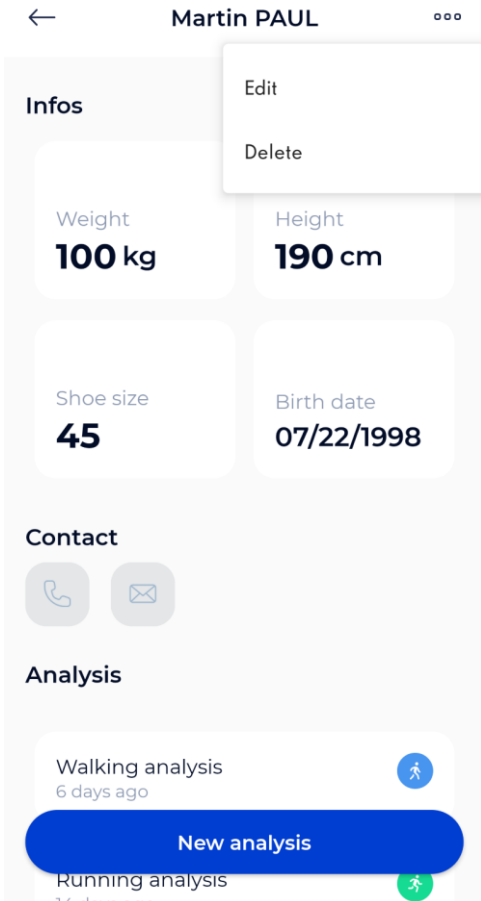 Martin PAUL
Edit
Delete
Infos
Weight
100 kg
Height
190 cm
Shoe size
45
Birth date
07/22/1998
Contact
Analysis
Walking analysis
6 days ago
New analysis
Running analysis